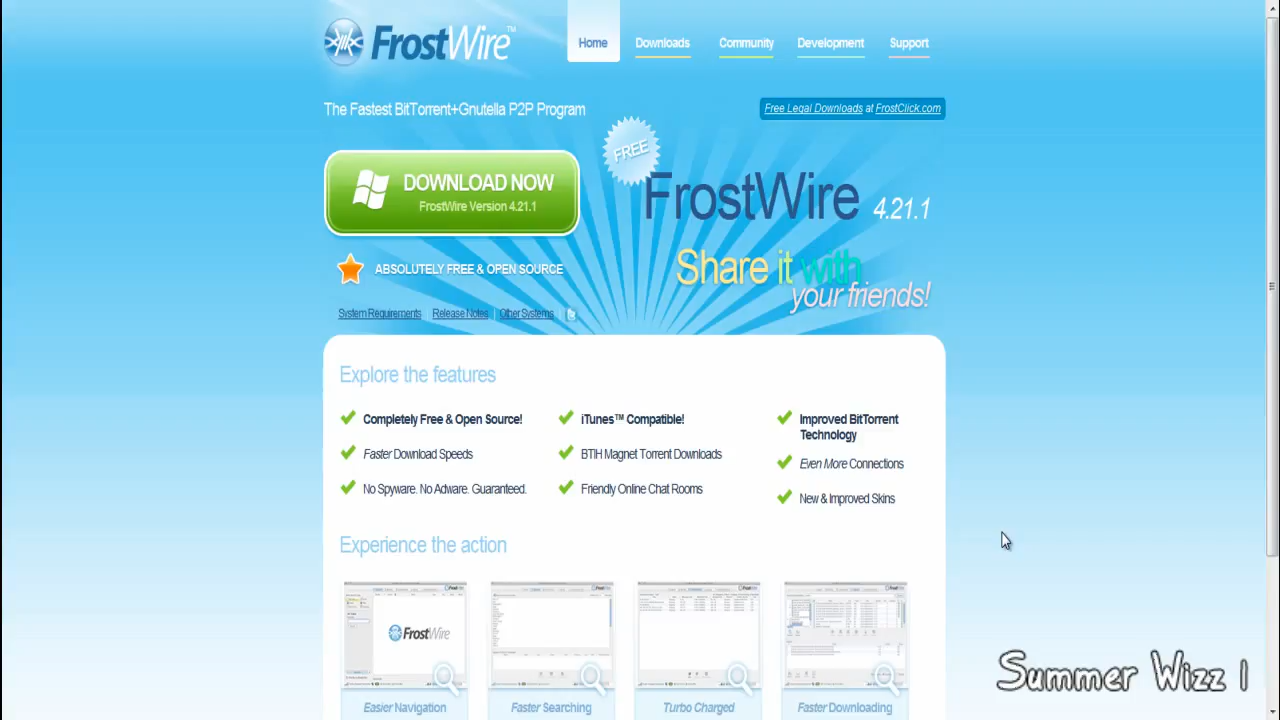 FrostWire™
Home Downloads Community Development Support
The Fastest BitTorrent+Gnutella P2P Program
Free Legal Downloads at FrostClick.com
FREE
DOWNLOAD NOW
FrostWire Version 4.21.1
FrostWire 4.21.1
ABSOLUTELY FREE & OPEN SOURCE
Share it with
your friends!
System Requirements Release Notes Other Systems
Explore the features
Completely Free & Open Source!
Faster Download Speeds
No Spyware. No Adware. Guaranteed.
iTunes™ Compatible!
BTIH Magnet Torrent Downloads
Friendly Online Chat Rooms
Improved BitTorrent
Technology
Even More Connections
New & Improved Skins
Experience the action
FrostWire
Easier Navigation
Faster Searching
Turbo Charged
Faster Downloading
Summer Wizz 1